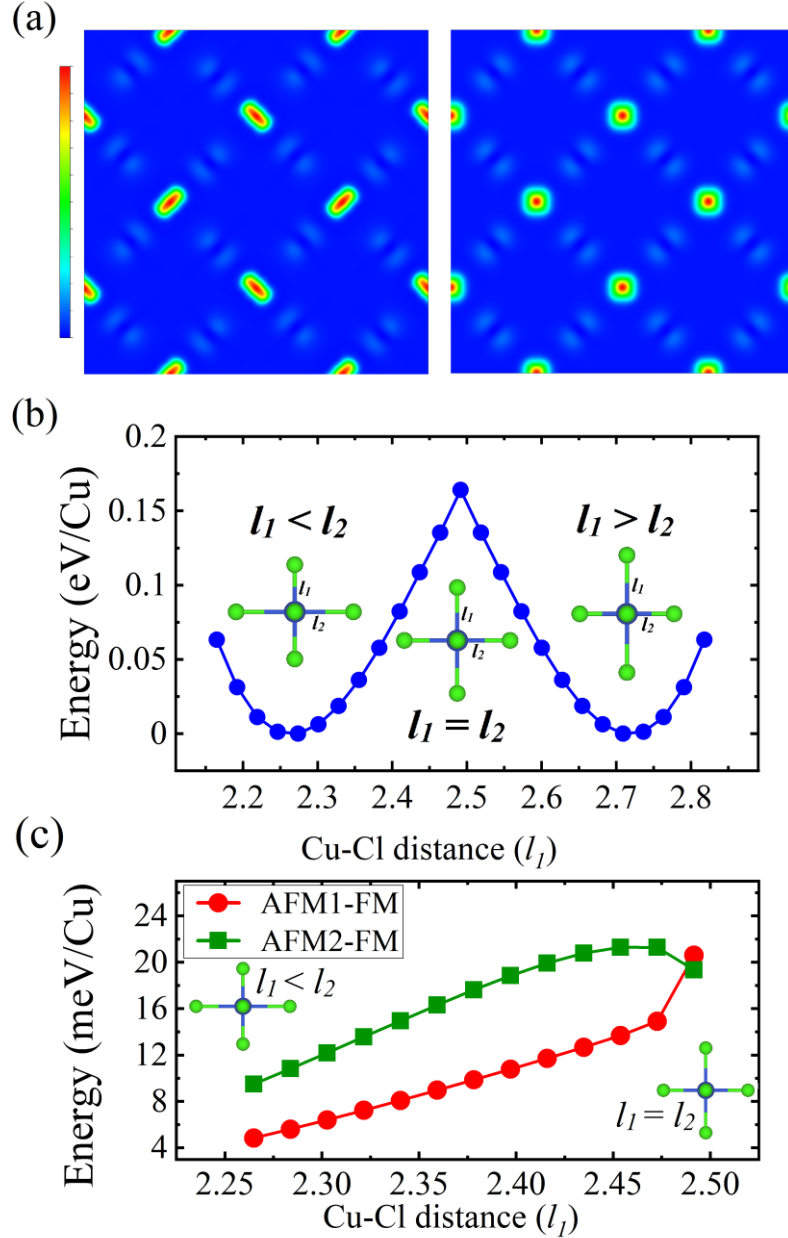 (a)
(b)
Energy (eV/Cu)
0.2
0.15
0.1
0.05
0
l1 < l2
l1
l2
l1
l2
l1 = l2
l1 > l2
l1
l2
2.2 2.3 2.4 2.5 2.6 2.7 2.8
Cu-Cl distance (l1)
(c)
Energy (meV/Cu)
24
20
16
12
8
4
AFM1-FM
AFM2-FM
l1 < l2
l1 = l2
2.25 2.30 2.35 2.40 2.45 2.50
Cu-Cl distance (l1)